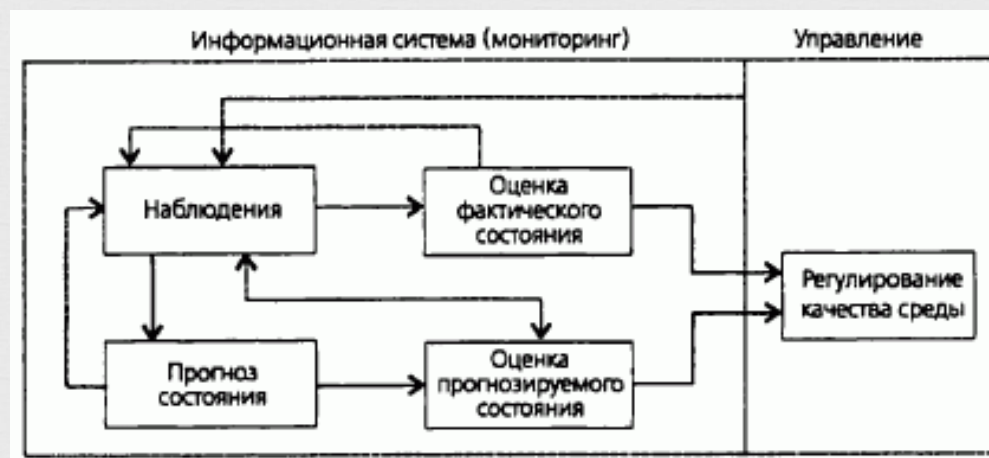 Информационная система (мониторинг)
Управление
Наблюдения
Оценка
фактического
состояния
Регулирование
качества среды
Прогноз
состояния
Оценка
прогнозируемого
состояния